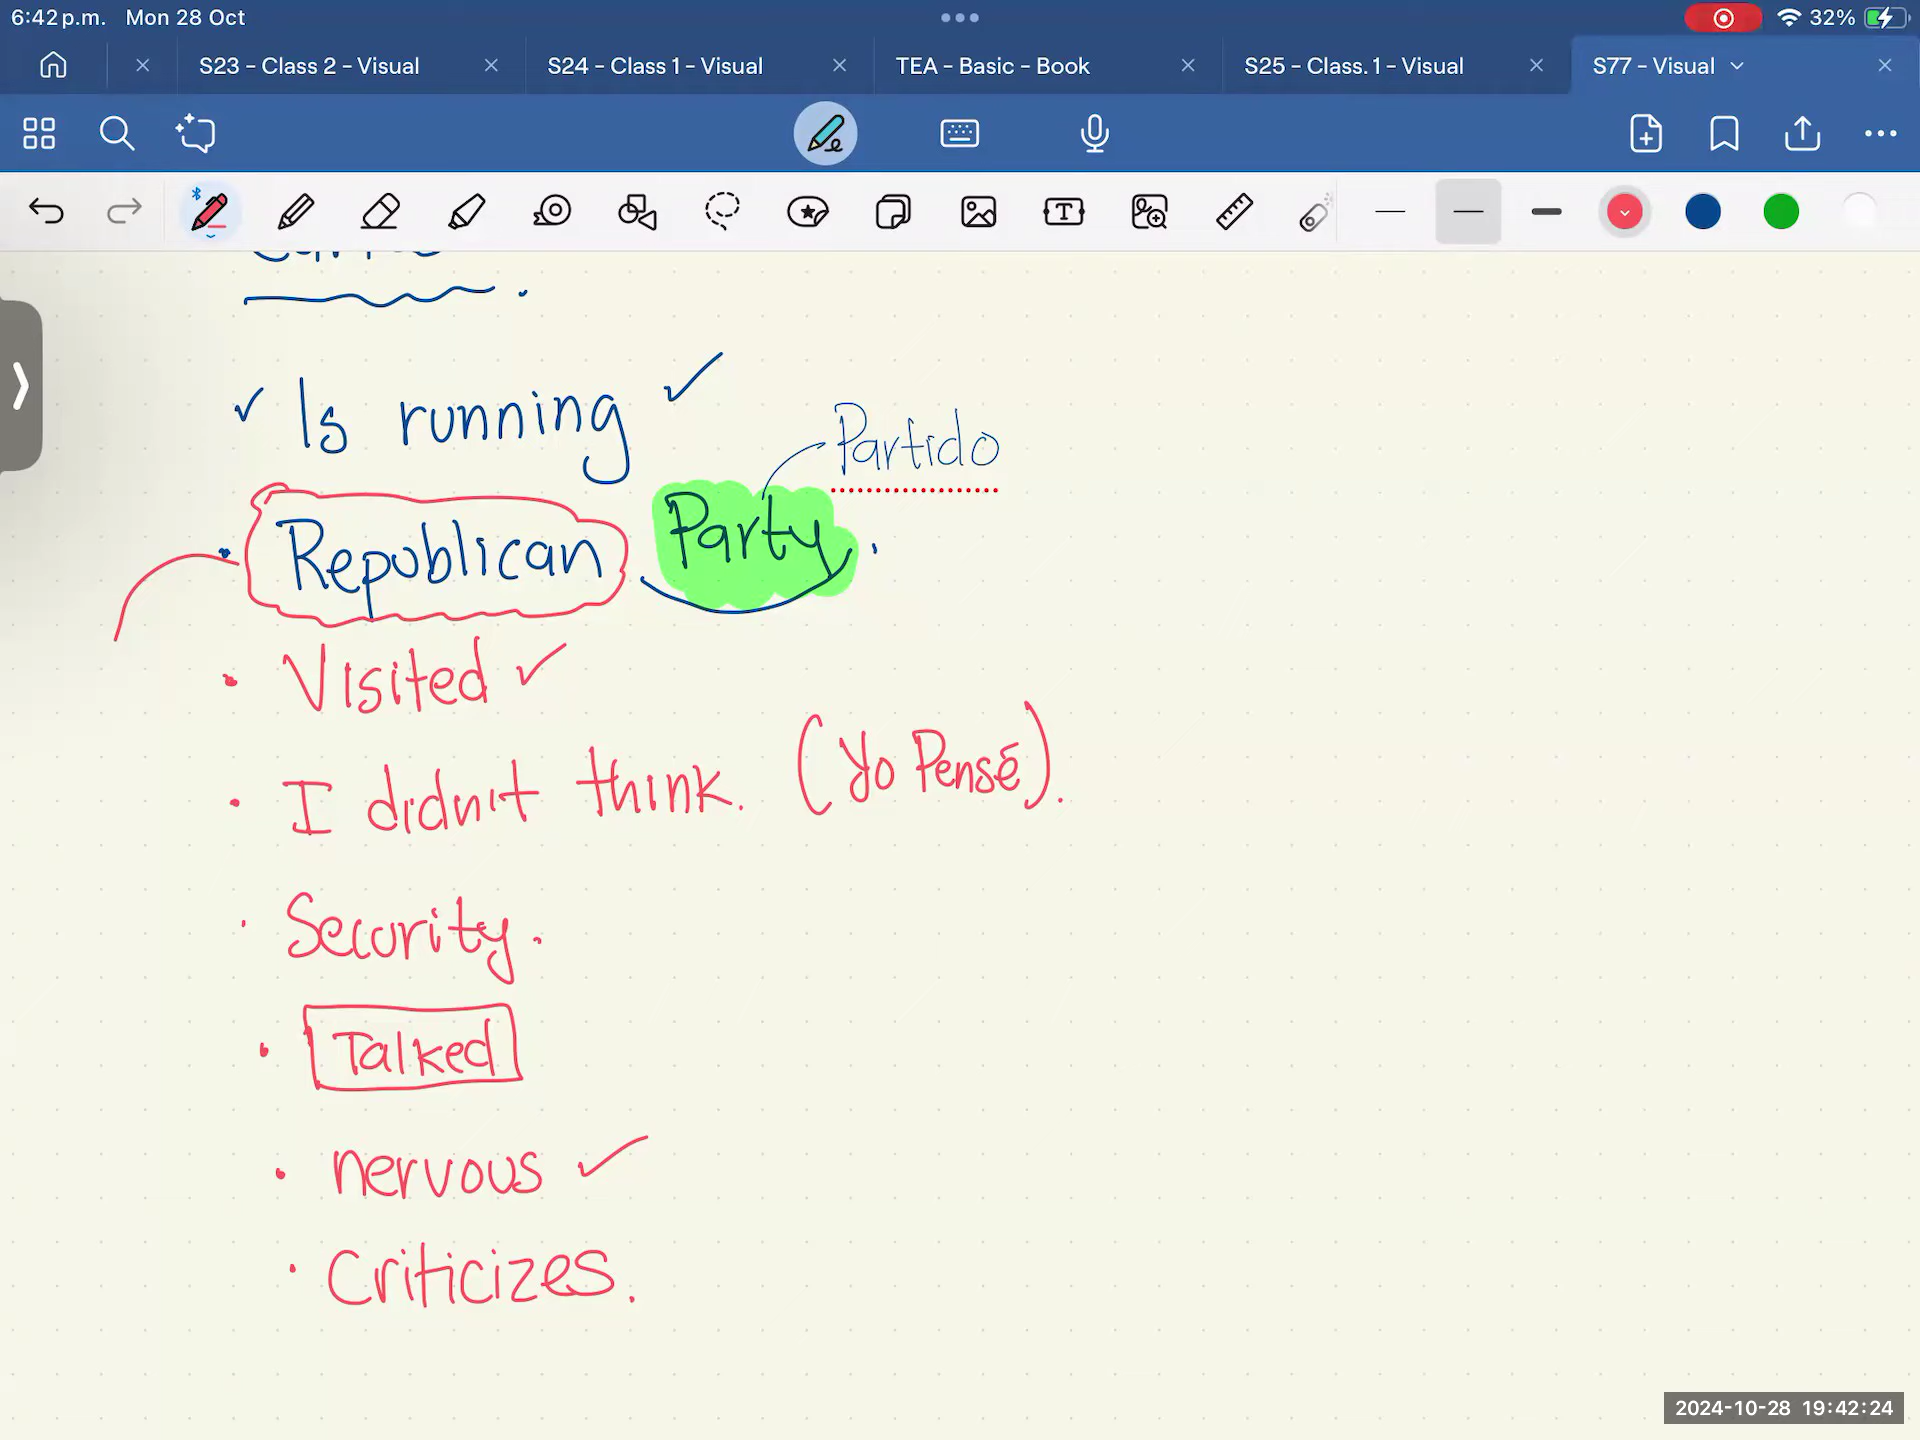 6:42 p.m. Mon 28 Oct
32%
S23 - Class 2 - Visual
S24 - Class 1 - Visual
TEA - Basic - Book
S25 - Class. 1 - Visual
S77 - Visual
Is running
Partido
Republican Party.
Visited
I didn't think. (Yo Pensé).
Security.
Talked
nervous
Criticizes.
2024-10-28 19:42:24